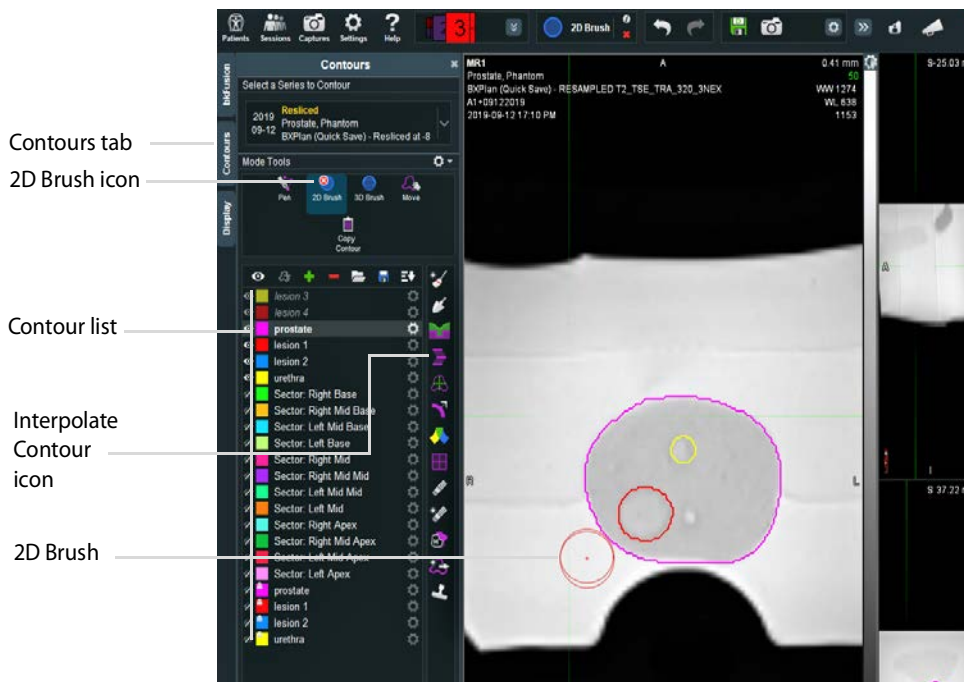 Patients Sessions Captures Settings Help 3 2D Brush
bkFusion
Contours
Display
Contours
Select a Series to Contour
2019 09-12
Resliced
Prostate, Phantom
BXPlan (Quick Save) - Resliced at -8
Mode Tools
Pen 2D Brush 3D Brush Move
Copy
Contour
lesion 3
lesion 4
prostate
lesion 1
lesion 2
urethra
Sector: Right Base
Sector: Right Mid Base
Sector: Left Mid Base
Sector: Left Base
Sector: Right Mid
Sector: Right Mid Mid
Sector: Left Mid Mid
Sector: Left Mid
Sector: Right Apex
Sector: Right Mid Apex
Sector: Left Mid Apex
Sector: Left Apex
prostate
lesion 1
lesion 2
urethra
Contours tab
2D Brush icon
Contour list
Interpolate
Contour
icon
2D Brush
MR1
Prostate, Phantom
BXPlan (Quick Save) - RESAMPLED T2_TSE_TRA_320_3NEX
A1+09122019
2019-09-12 17:10 PM
A
0.41 mm
50
WW 1274
WL 638
1153
R
L
S-25.03
A
I
S 37.22